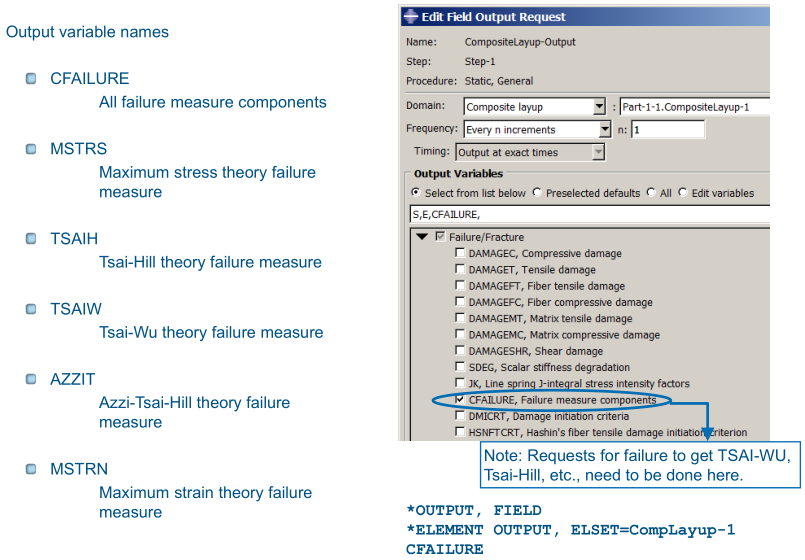 Output variable names
CFAILURE
All failure measure components
MSTRS
Maximum stress theory failure
measure
TSAIH
Tsai-Hill theory failure measure
TSAIW
Tsai-Wu theory failure measure
AZZIT
Azzi-Tsai-Hill theory failure
measure
MSTRN
Maximum strain theory failure
measure
Edit Field Output Request
Name: CompositeLayup-Output
Step: Step-1
Procedure: Static, General
Domain: Composite layup : Part-1-1.CompositeLayup-1
Frequency: Every n increments n: 1
Timing: Output at exact times
Output Variables
Select from list below Preselected defaults All Edit variables
S,E,CFAILURE,
Failure/Fracture
DAMAGEC, Compressive damage
DAMAGET, Tensile damage
DAMAGEFT, Fiber tensile damage
DAMAGEFC, Fiber compressive damage
DAMAGEMT, Matrix tensile damage
DAMAGEMC, Matrix compressive damage
DAMAGESHR, Shear damage
SDEG, Scalar stiffness degradation
JK, Line spring J-integral stress intensity factors
CFAILURE, Failure measure components
DMICRT, Damage initiation criteria
HSNFTCRT, Hashin's fiber tensile damage initiation criterion
Note: Requests for failure to get TSAI-WU,
Tsai-Hill, etc., need to be done here.
*OUTPUT, FIELD
*ELEMENT OUTPUT, ELSET=CompLayup-1
CFAILURE